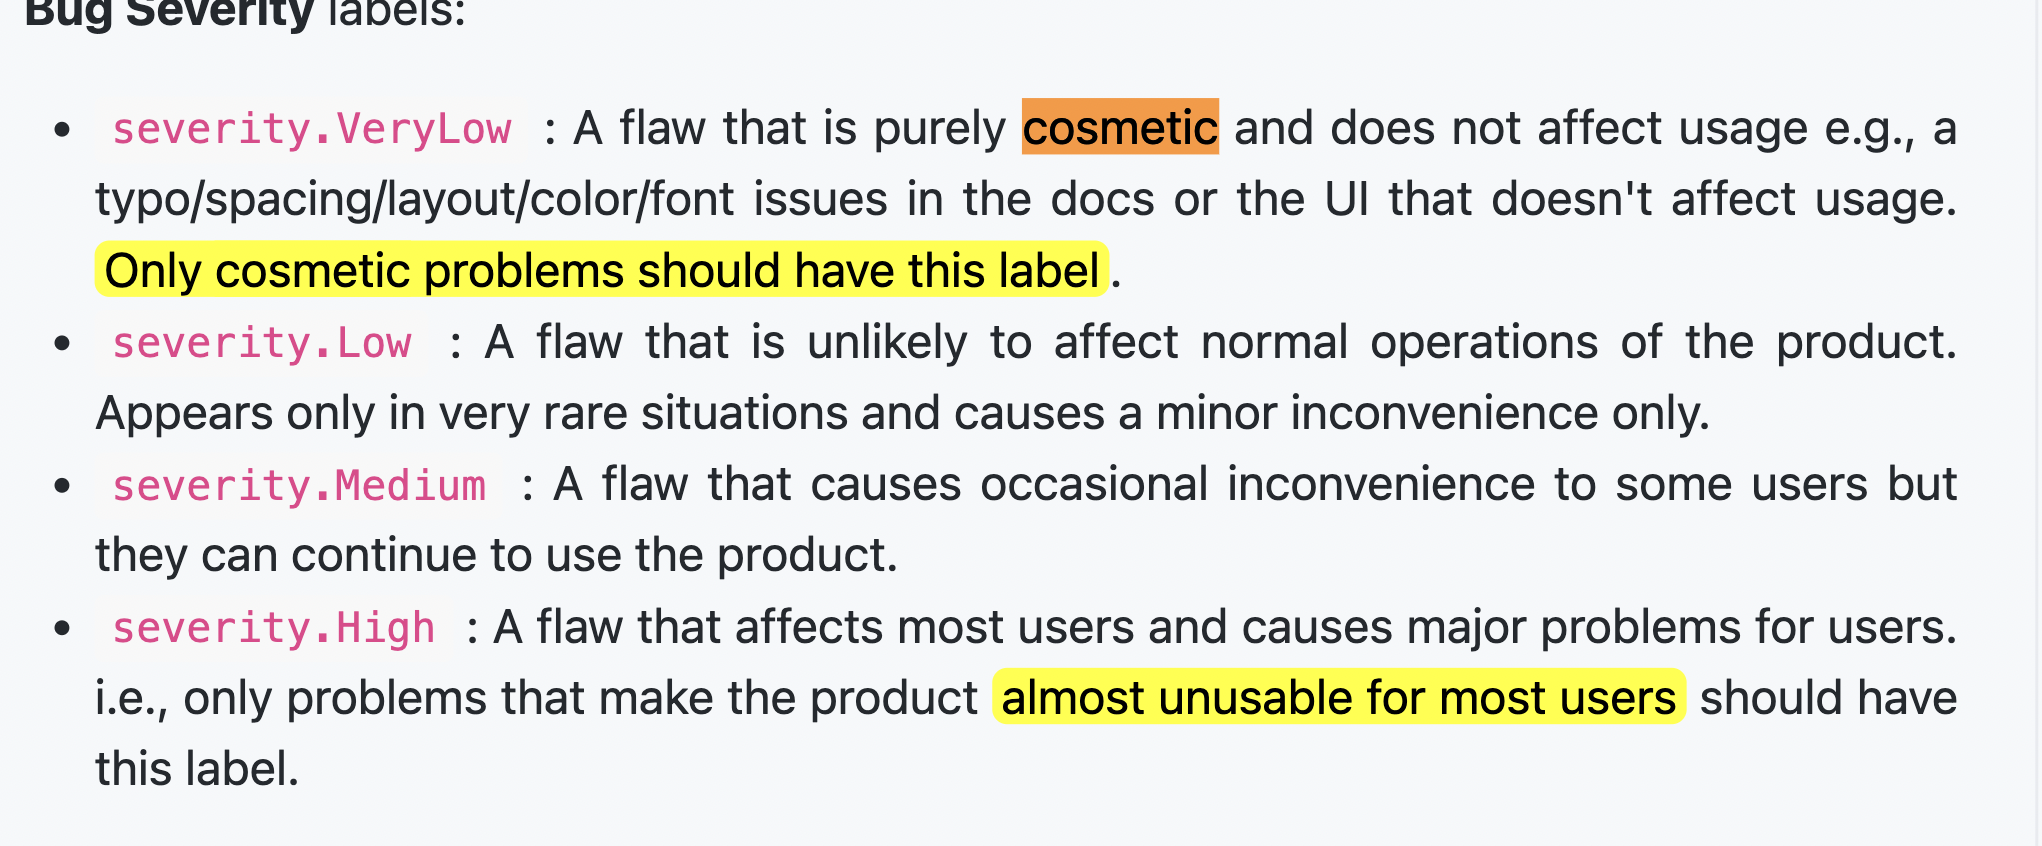 Bug Severity labels:
• severity.VeryLow : A flaw that is purely cosmetic and does not affect usage e.g., a
typo/spacing/layout/color/font issues in the docs or the UI that doesn't affect usage.
Only cosmetic problems should have this label.
• severity.Low : A flaw that is unlikely to affect normal operations of the product.
Appears only in very rare situations and causes a minor inconvenience only.
• severity.Medium : A flaw that causes occasional inconvenience to some users but
they can continue to use the product.
• severity.High : A flaw that affects most users and causes major problems for users.
i.e., only problems that make the product almost unusable for most users should have
this label.